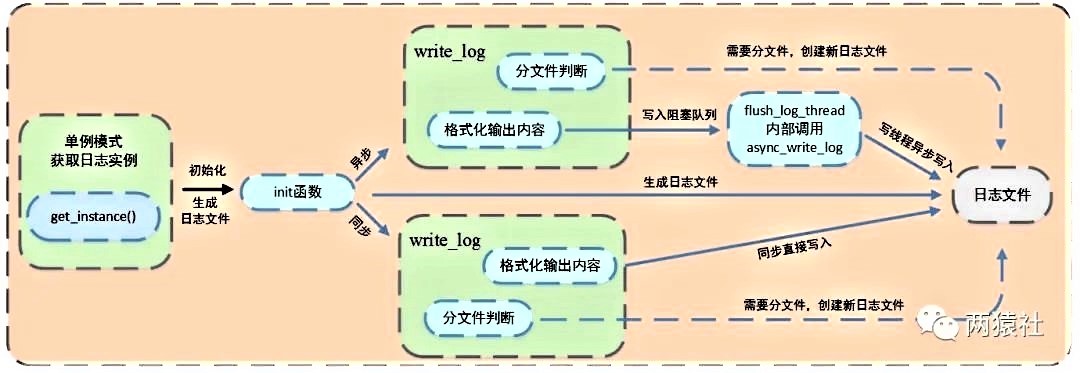 单例模式
获取日志实例
get_instance()
初始化
生成
日志文件
init函数
异步
同步
write_log
分文件判断
格式化输出内容
需要分文件，创建新日志文件
写入阻塞队列
flush_log_thread
内部调用
async_write_log
写线程异步写入
生成日志文件
日志文件
write_log
格式化输出内容
分文件判断
同步直接写入
需要分文件，创建新日志文件
两猿社